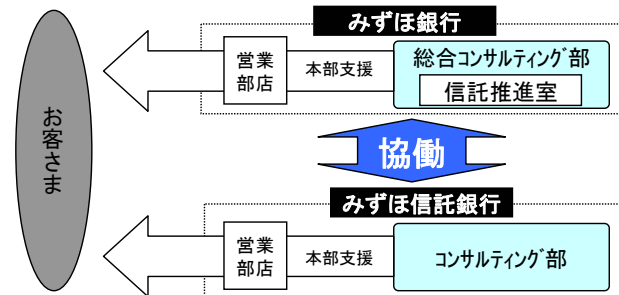 みずほ銀行
営業
部店
本部支援
総合コンサルティング部
信託推進室
お客さま
協働
みずほ信託銀行
営業
部店
本部支援
コンサルティング部